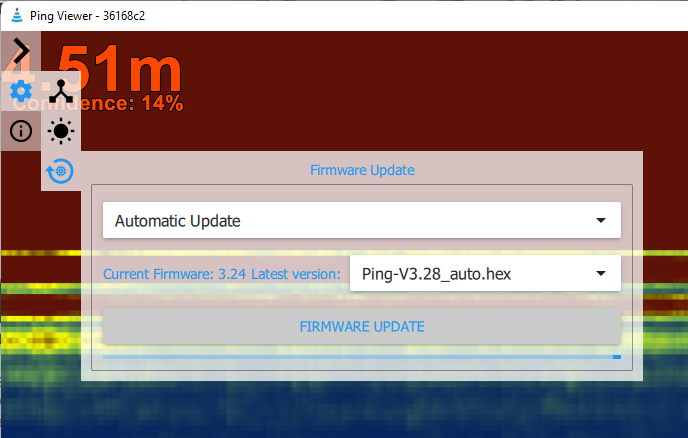 Ping Viewer - 36168c2
4.51m
Confidence: 14%
Firmware Update
Automatic Update
Current Firmware: 3.24 Latest version: Ping-V3.28_auto.hex
FIRMWARE UPDATE